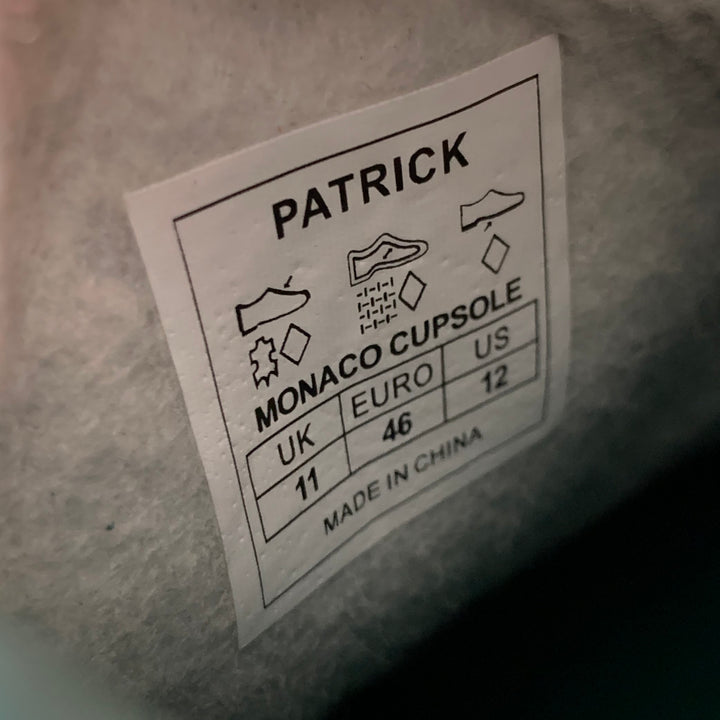 PATRICK
MONACO CUPSOLE
UK EURO US
11 46 12
MADE IN CHINA